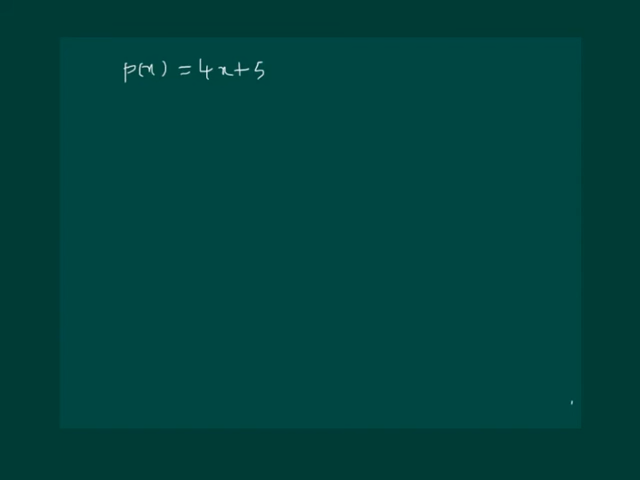 p(x) = 4x+5